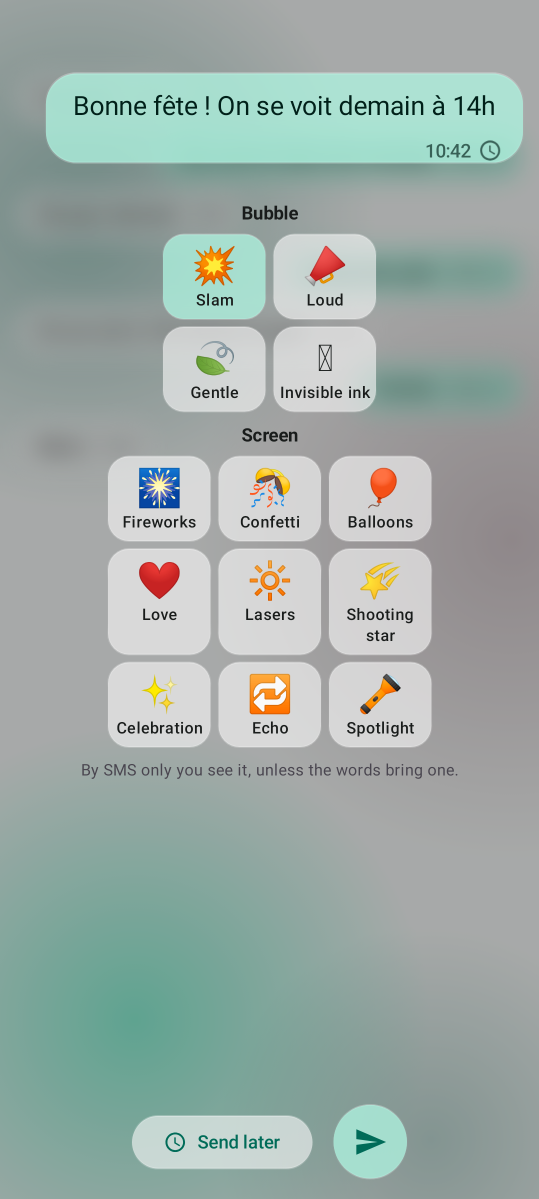 Bonne fête ! On se voit demain à 14h
10:42
Bubble
Slam
Loud
Gentle
Invisible ink
Screen
Fireworks
Confetti
Balloons
Love
Lasers
Shooting
star
Celebration
Echo
Spotlight
By SMS only you see it, unless the words bring one.
Send later